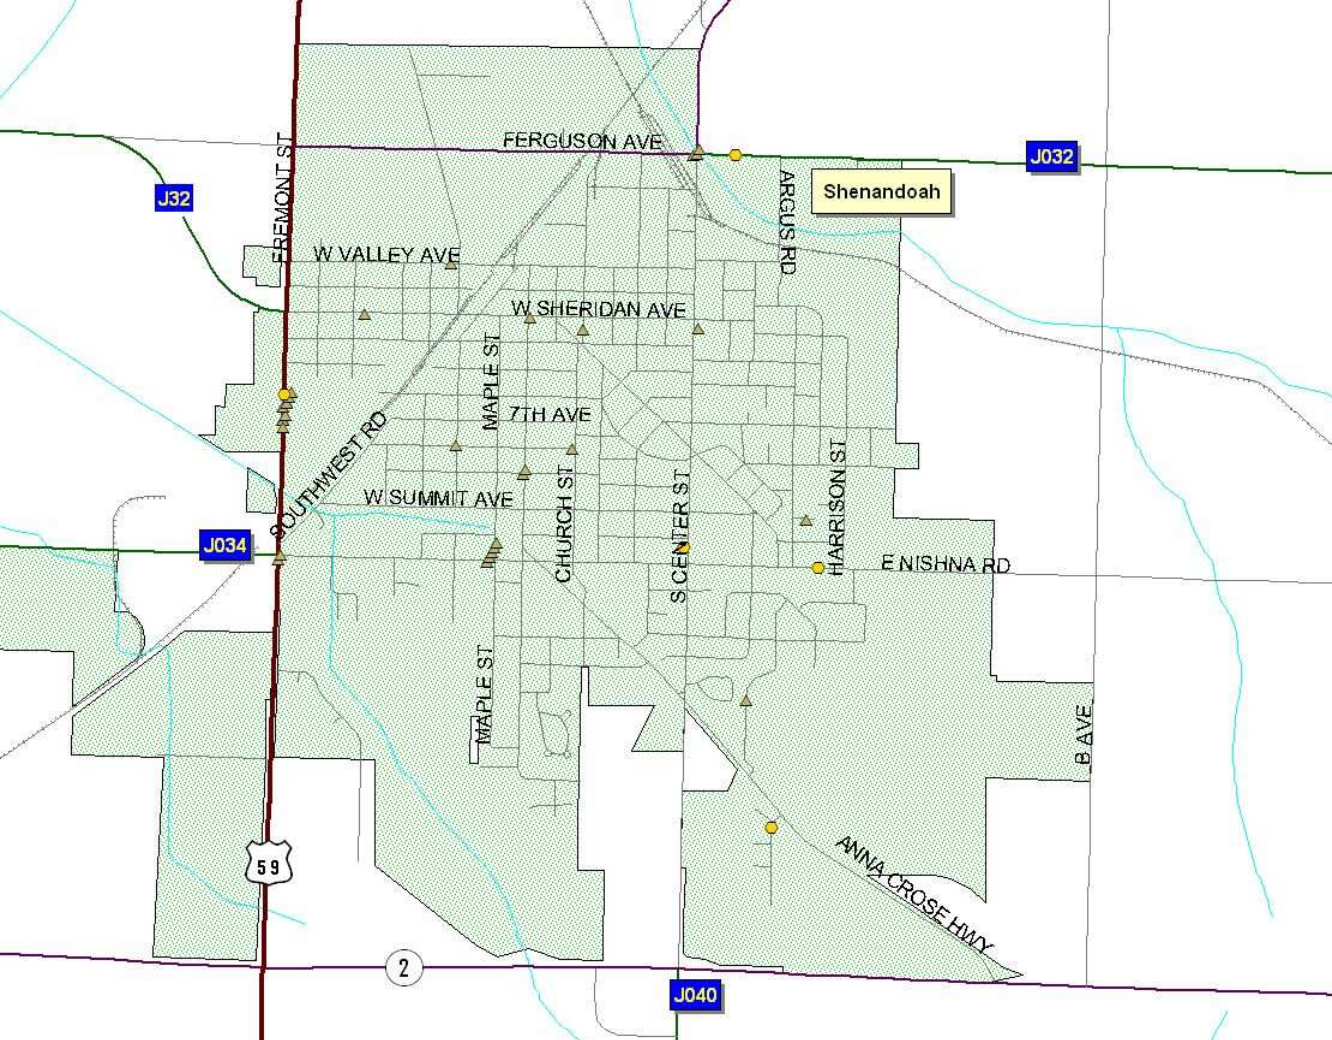 FERGUSON AVE
J032
J32
FREMONT ST
ARGUS RD
Shenandoah
W VALLEY AVE
W SHERIDAN AVE
MAPLE ST
7TH AVE
SOUTHWEST RD
W SUMMIT AVE
CHURCH ST
S CENTER ST
HARRISON ST
J034
E NISHNA RD
MAPLE ST
B AVE
59
ANNA CROSE HWY
2
J040